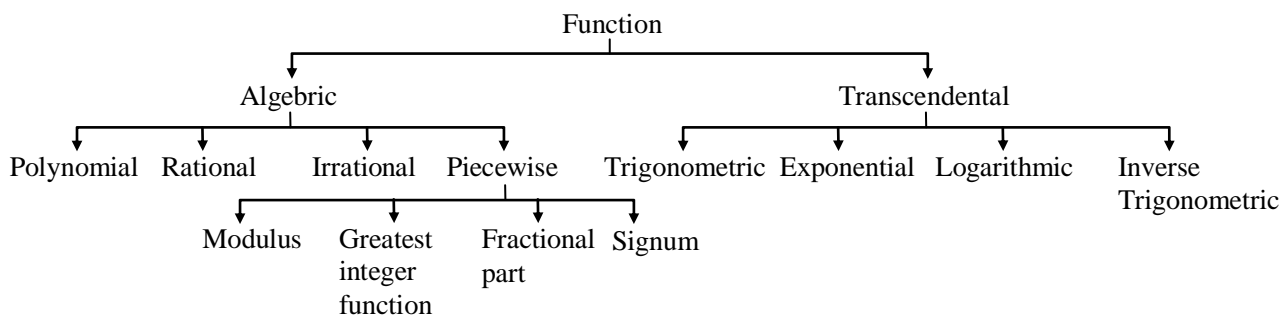 Function
Algebric Transcendental
Polynomial Rational Irrational Piecewise Trigonometric Exponential Logarithmic Inverse
Trigonometric
Modulus Greatest Fractional Signum
integer part
function